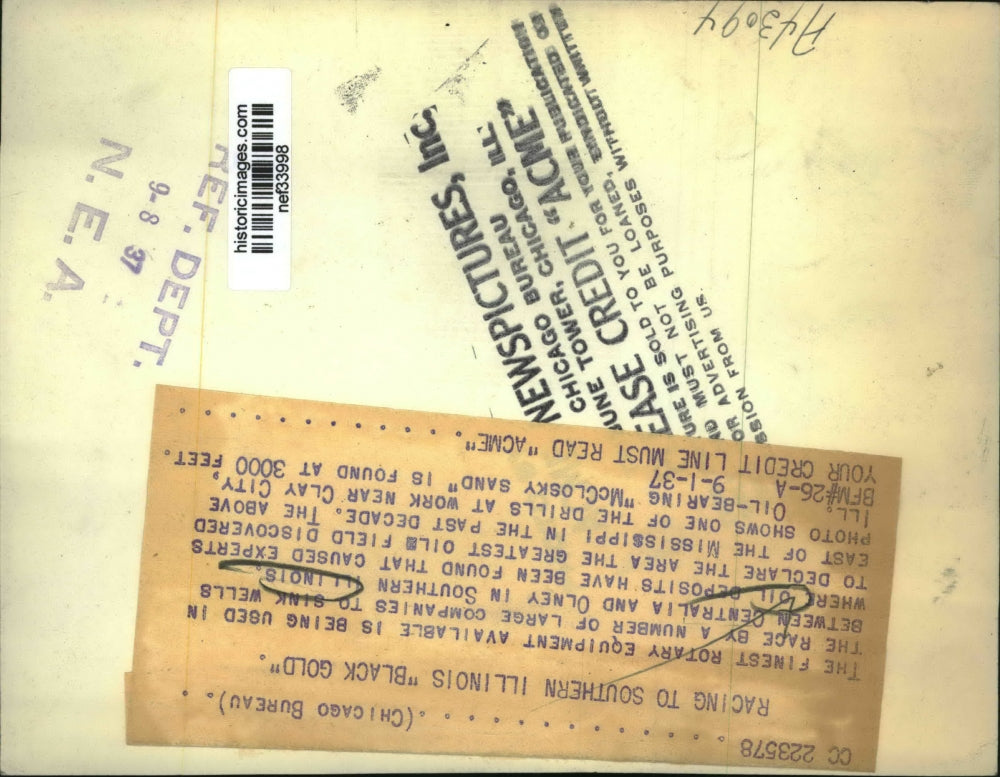 A43094
NEWSPICTURES, Inc.
CHICAGO BUREAU
TOWER, CHICAGO, ILL.
CREDIT "ACME"
IS SOLD TO YOU FOR YOUR PUBLICATION
MUST NOT BE LOANED, SYNDICATED OR
FOR ADVERTISING PURPOSES WITHOUT WRITTEN
FROM US.
historicimages.com
nef33998
REF. DEPT.
9-8 37
N. E. A.
CC 223578 . . . . . . . . . . . . . . (CHICAGO BUREAU)
RACING TO SOUTHERN ILLINOIS "BLACK GOLD".
THE FINEST ROTARY EQUIPMENT AVAILABLE IS BEING USED IN
THE RACE BY A NUMBER OF LARGE COMPANIES TO SINK WELLS
BETWEEN CENTRALIA AND OLNEY IN SOUTHERN ILLINOIS,
WHERE OIL DEPOSITS HAVE BEEN FOUND THAT CAUSED EXPERTS
TO DECLARE THE AREA THE GREATEST OIL FIELD DISCOVERED
EAST OF THE MISSISSIPPI IN THE PAST DECADE. THE ABOVE
PHOTO SHOWS ONE OF THE DRILLS AT WORK NEAR CLAY CITY,
ILL. OIL-BEARING "McCLOSKY SAND" IS FOUND AT 3000 FEET.
BFM#26-A 9-1-37
YOUR CREDIT LINE MUST READ "ACME"